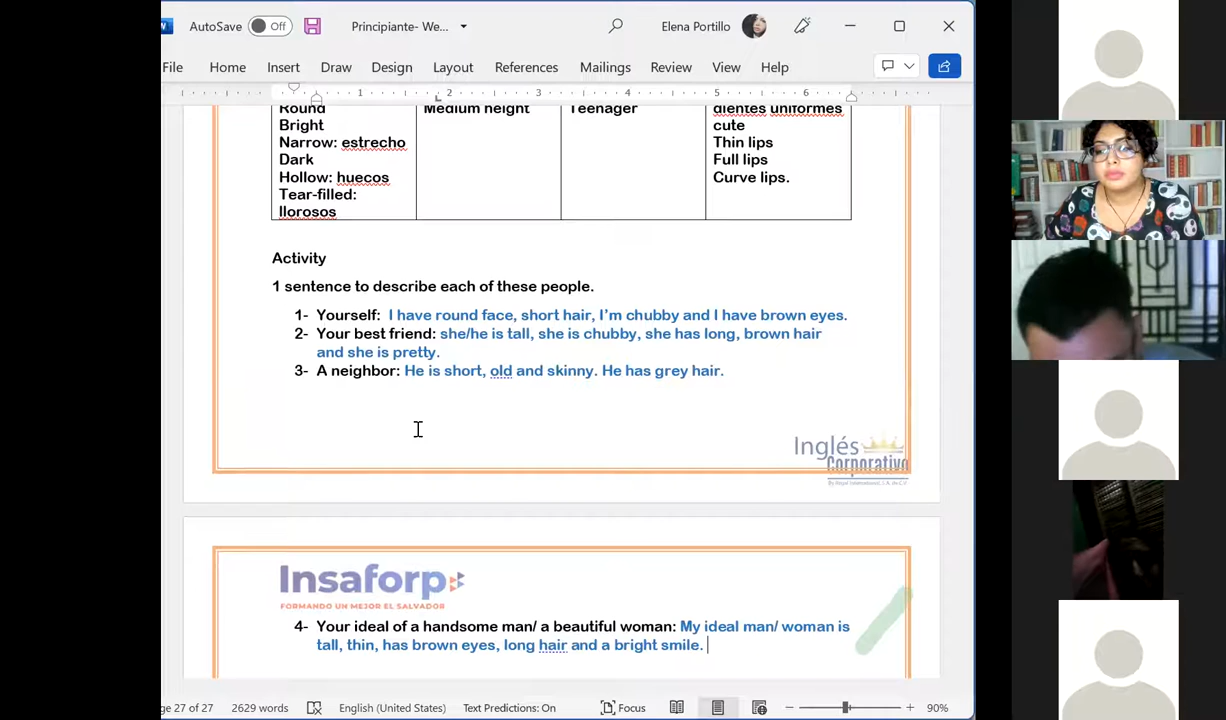 AutoSave Off Principiante- We... Elena Portillo
File Home Insert Draw Design Layout References Mailings Review View Help
1 2 3 4 5 6
Round
Bright
Narrow: estrecho
Dark
Hollow: huecos
Tear-filled:
llorosos
Medium height
Teenager
dientes uniformes
cute
Thin lips
Full lips
Curve lips.
Activity
1 sentence to describe each of these people.
1- Yourself: I have round face, short hair, I'm chubby and I have brown eyes.
2- Your best friend: she/he is tall, she is chubby, she has long, brown hair
and she is pretty.
3- A neighbor: He is short, old and skinny. He has grey hair.
Inglés
Corporativo
Insaforp
FORMANDO UN MEJOR EL SALVADOR
4- Your ideal of a handsome man/ a beautiful woman: My ideal man/ woman is
tall, thin, has brown eyes, long hair and a bright smile.
ge 27 of 27 2629 words English (United States) Text Predictions: On Focus 90%